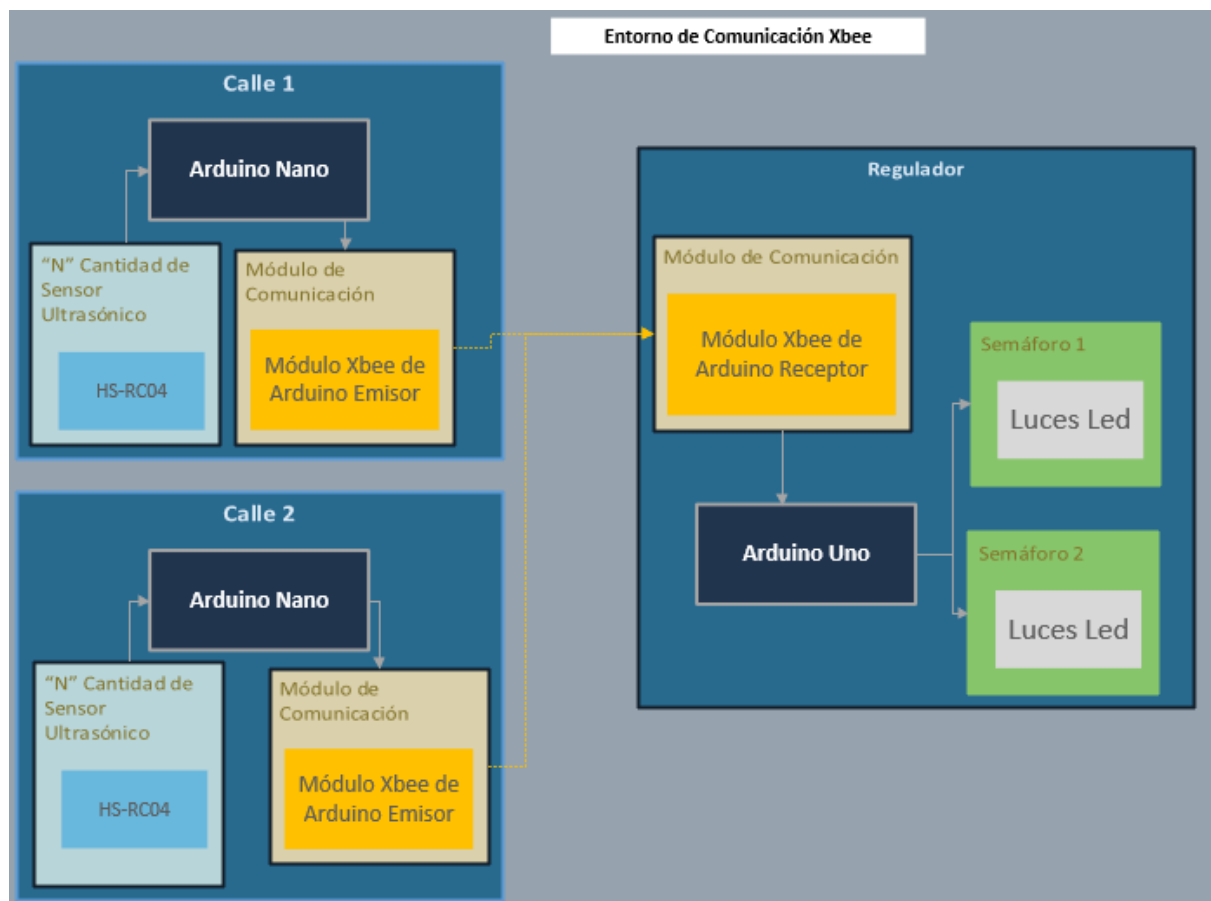 Entorno de Comunicación Xbee
Calle 1
Arduino Nano
“N” Cantidad de
Sensor
Ultrasónico
HS-RC04
Módulo de
Comunicación
Módulo Xbee de
Arduino Emisor
Calle 2
Arduino Nano
“N” Cantidad de
Sensor
Ultrasónico
HS-RC04
Módulo de
Comunicación
Módulo Xbee de
Arduino Emisor
Regulador
Módulo de Comunicación
Módulo Xbee de
Arduino Receptor
Arduino Uno
Semáforo 1
Luces Led
Semáforo 2
Luces Led